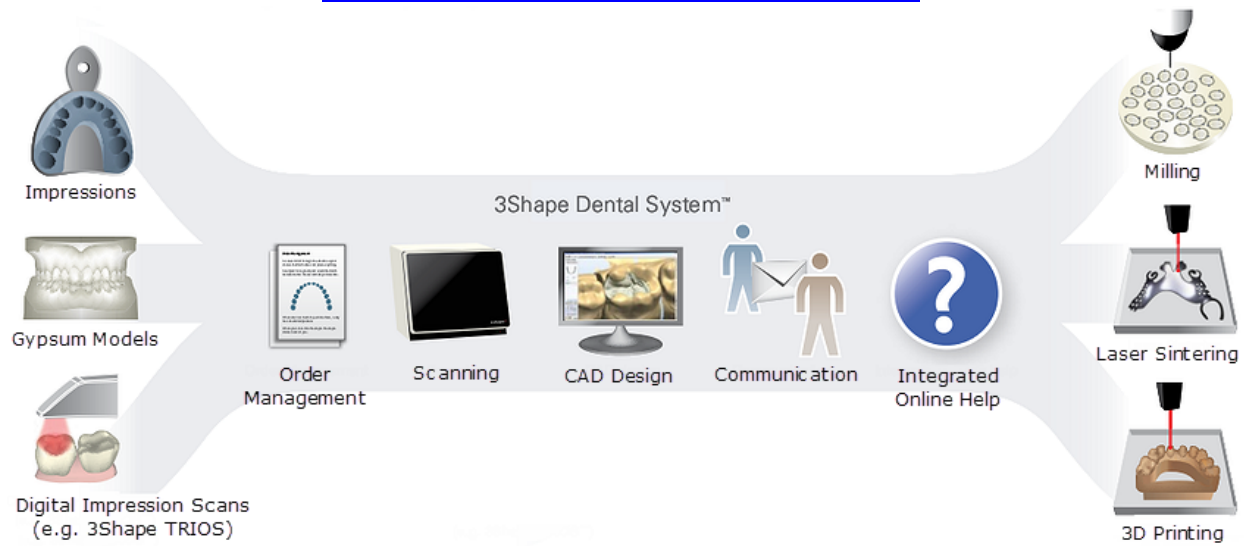 3Shape Dental System™
Impressions
Gypsum Models
Digital Impression Scans
(e.g. 3Shape TRIOS)
Order
Management
Scanning
CAD Design
Communication
Integrated
Online Help
?
Milling
Laser Sintering
3D Printing